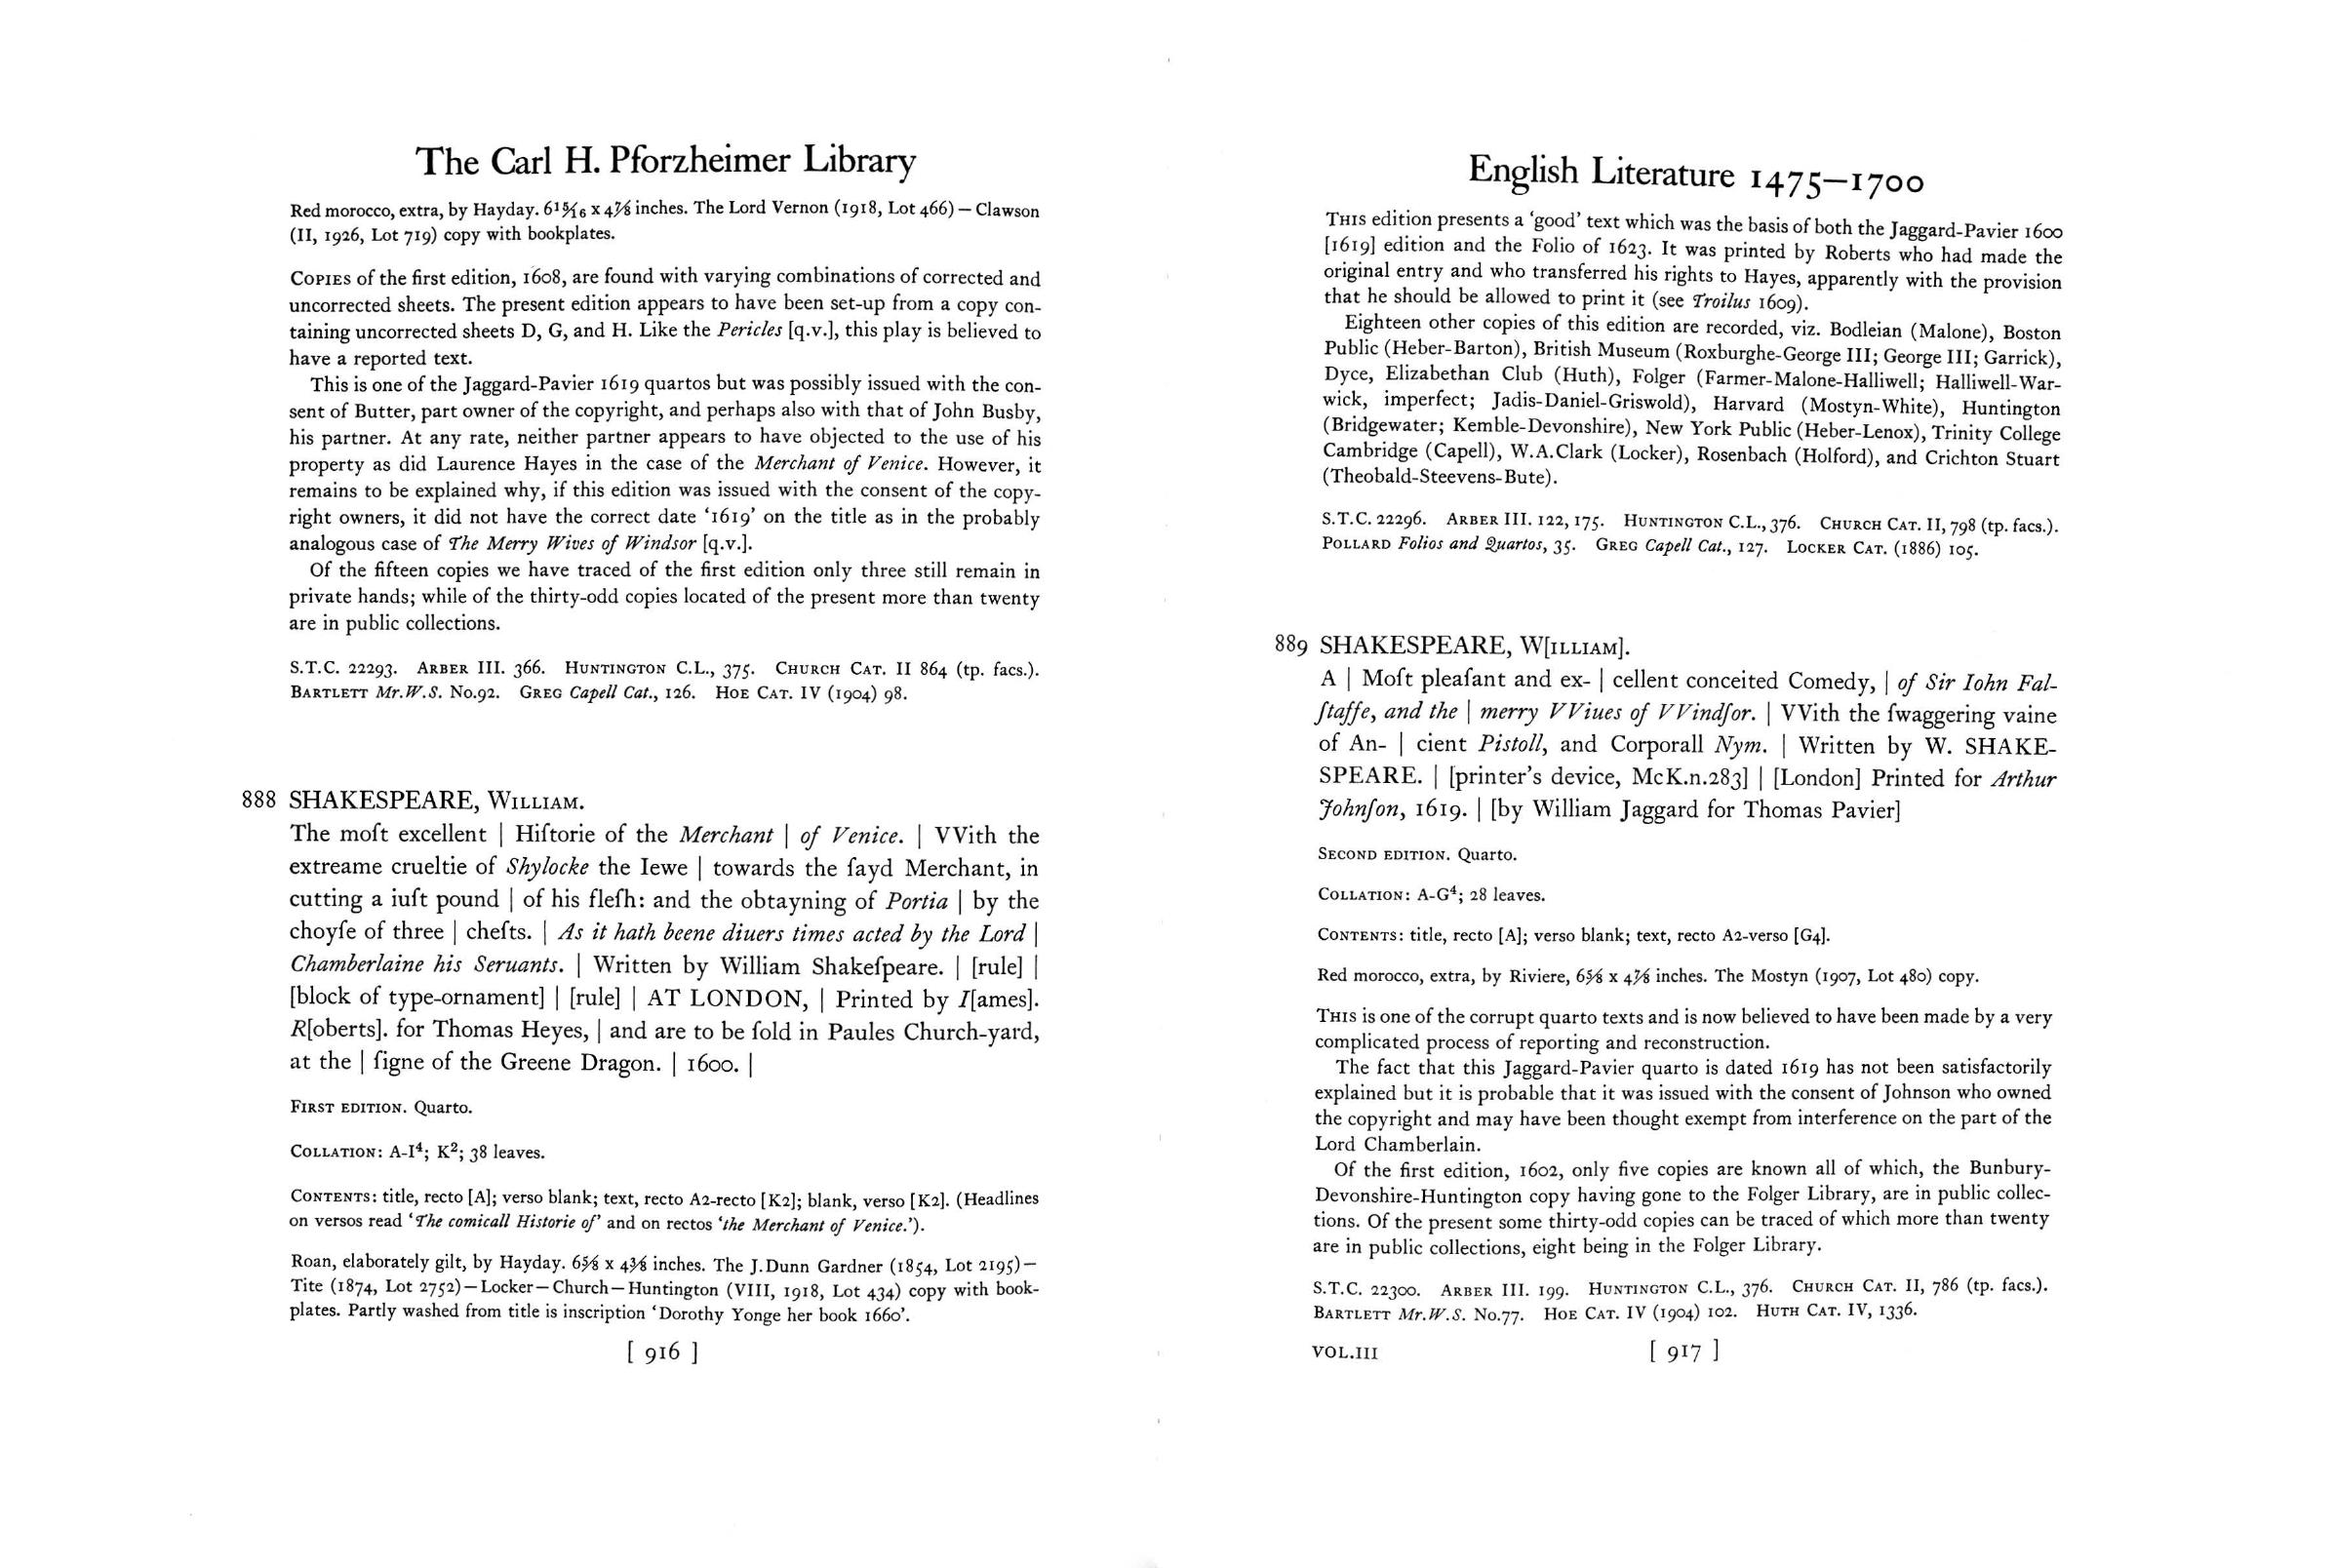 The Carl H. Pforzheimer Library
Red morocco, extra, by Hayday. 6 15/16 x 4 7/8 inches. The Lord Vernon (1918, Lot 466) — Clawson
(II, 1926, Lot 719) copy with bookplates.
COPIES of the first edition, 1608, are found with varying combinations of corrected and
uncorrected sheets. The present edition appears to have been set-up from a copy con-
taining uncorrected sheets D, G, and H. Like the Pericles [q.v.], this play is believed to
have a reported text.
This is one of the Jaggard-Pavier 1619 quartos but was possibly issued with the con-
sent of Butter, part owner of the copyright, and perhaps also with that of John Busby,
his partner. At any rate, neither partner appears to have objected to the use of his
property as did Laurence Hayes in the case of the Merchant of Venice. However, it
remains to be explained why, if this edition was issued with the consent of the copy-
right owners, it did not have the correct date ‘1619’ on the title as in the probably
analogous case of The Merry Wives of Windsor [q.v.].
Of the fifteen copies we have traced of the first edition only three still remain in
private hands; while of the thirty-odd copies located of the present more than twenty
are in public collections.
S.T.C. 22293. ARBER III. 366. HUNTINGTON C.L., 375. CHURCH CAT. II 864 (tp. facs.).
BARTLETT Mr.W.S. No.92. GREG Capell Cat., 126. HOE CAT. IV (1904) 98.
888 SHAKESPEARE, WILLIAM.
The moſt excellent | Hiſtorie of the Merchant | of Venice. | VVith the
extreame crueltie of Shylocke the Iewe | towards the ſayd Merchant, in
cutting a iuſt pound | of his fleſh: and the obtayning of Portia | by the
choyſe of three | cheſts. | As it hath beene diuers times acted by the Lord |
Chamberlaine his Seruants. | Written by William Shakeſpeare. | [rule] |
[block of type-ornament] | [rule] | AT LONDON, | Printed by I[ames].
R[oberts]. for Thomas Heyes, | and are to be ſold in Paules Church-yard,
at the | ſigne of the Greene Dragon. | 1600. |
FIRST EDITION. Quarto.
COLLATION: A-I⁴; K²; 38 leaves.
CONTENTS: title, recto [A]; verso blank; text, recto A2-recto [K2]; blank, verso [K2]. (Headlines
on versos read ‘The comicall Historie of’ and on rectos ‘the Merchant of Venice.’).
Roan, elaborately gilt, by Hayday. 6⅝ x 4⅜ inches. The J.Dunn Gardner (1854, Lot 2195) —
Tite (1874, Lot 2752) — Locker — Church — Huntington (VIII, 1918, Lot 434) copy with book-
plates. Partly washed from title is inscription ‘Dorothy Yonge her book 1660’.
[ 916 ]
English Literature 1475—1700
THIS edition presents a ‘good’ text which was the basis of both the Jaggard-Pavier 1600
[1619] edition and the Folio of 1623. It was printed by Roberts who had made the
original entry and who transferred his rights to Hayes, apparently with the provision
that he should be allowed to print it (see Troilus 1609).
Eighteen other copies of this edition are recorded, viz. Bodleian (Malone), Boston
Public (Heber-Barton), British Museum (Roxburghe-George III; George III; Garrick),
Dyce, Elizabethan Club (Huth), Folger (Farmer-Malone-Halliwell; Halliwell-War-
wick, imperfect; Jadis-Daniel-Griswold), Harvard (Mostyn-White), Huntington
(Bridgewater; Kemble-Devonshire), New York Public (Heber-Lenox), Trinity College
Cambridge (Capell), W.A.Clark (Locker), Rosenbach (Holford), and Crichton Stuart
(Theobald-Steevens-Bute).
S.T.C. 22296. ARBER III. 122, 175. HUNTINGTON C.L., 376. CHURCH CAT. II, 798 (tp. facs.).
POLLARD Folios and Quartos, 35. GREG Capell Cat., 127. LOCKER CAT. (1886) 105.
889 SHAKESPEARE, W[ILLIAM].
A | Moſt pleaſant and ex- | cellent conceited Comedy, | of Sir Iohn Fal-
ſtaffe, and the | merry VViues of VVindſor. | VVith the ſwaggering vaine
of An- | cient Pistoll, and Corporall Nym. | Written by W. SHAKE-
SPEARE. | [printer’s device, McK.n.283] | [London] Printed for Arthur
Johnſon, 1619. | [by William Jaggard for Thomas Pavier]
SECOND EDITION. Quarto.
COLLATION: A-G⁴; 28 leaves.
CONTENTS: title, recto [A]; verso blank; text, recto A2-verso [G4].
Red morocco, extra, by Riviere, 6⅝ x 4⅞ inches. The Mostyn (1907, Lot 480) copy.
THIS is one of the corrupt quarto texts and is now believed to have been made by a very
complicated process of reporting and reconstruction.
The fact that this Jaggard-Pavier quarto is dated 1619 has not been satisfactorily
explained but it is probable that it was issued with the consent of Johnson who owned
the copyright and may have been thought exempt from interference on the part of the
Lord Chamberlain.
Of the first edition, 1602, only five copies are known all of which, the Bunbury-
Devonshire-Huntington copy having gone to the Folger Library, are in public collec-
tions. Of the present some thirty-odd copies can be traced of which more than twenty
are in public collections, eight being in the Folger Library.
S.T.C. 22300. ARBER III. 199. HUNTINGTON C.L., 376. CHURCH CAT. II, 786 (tp. facs.).
BARTLETT Mr.W.S. No.77. HOE CAT. IV (1904) 102. HUTH CAT. IV, 1336.
VOL.III [ 917 ]